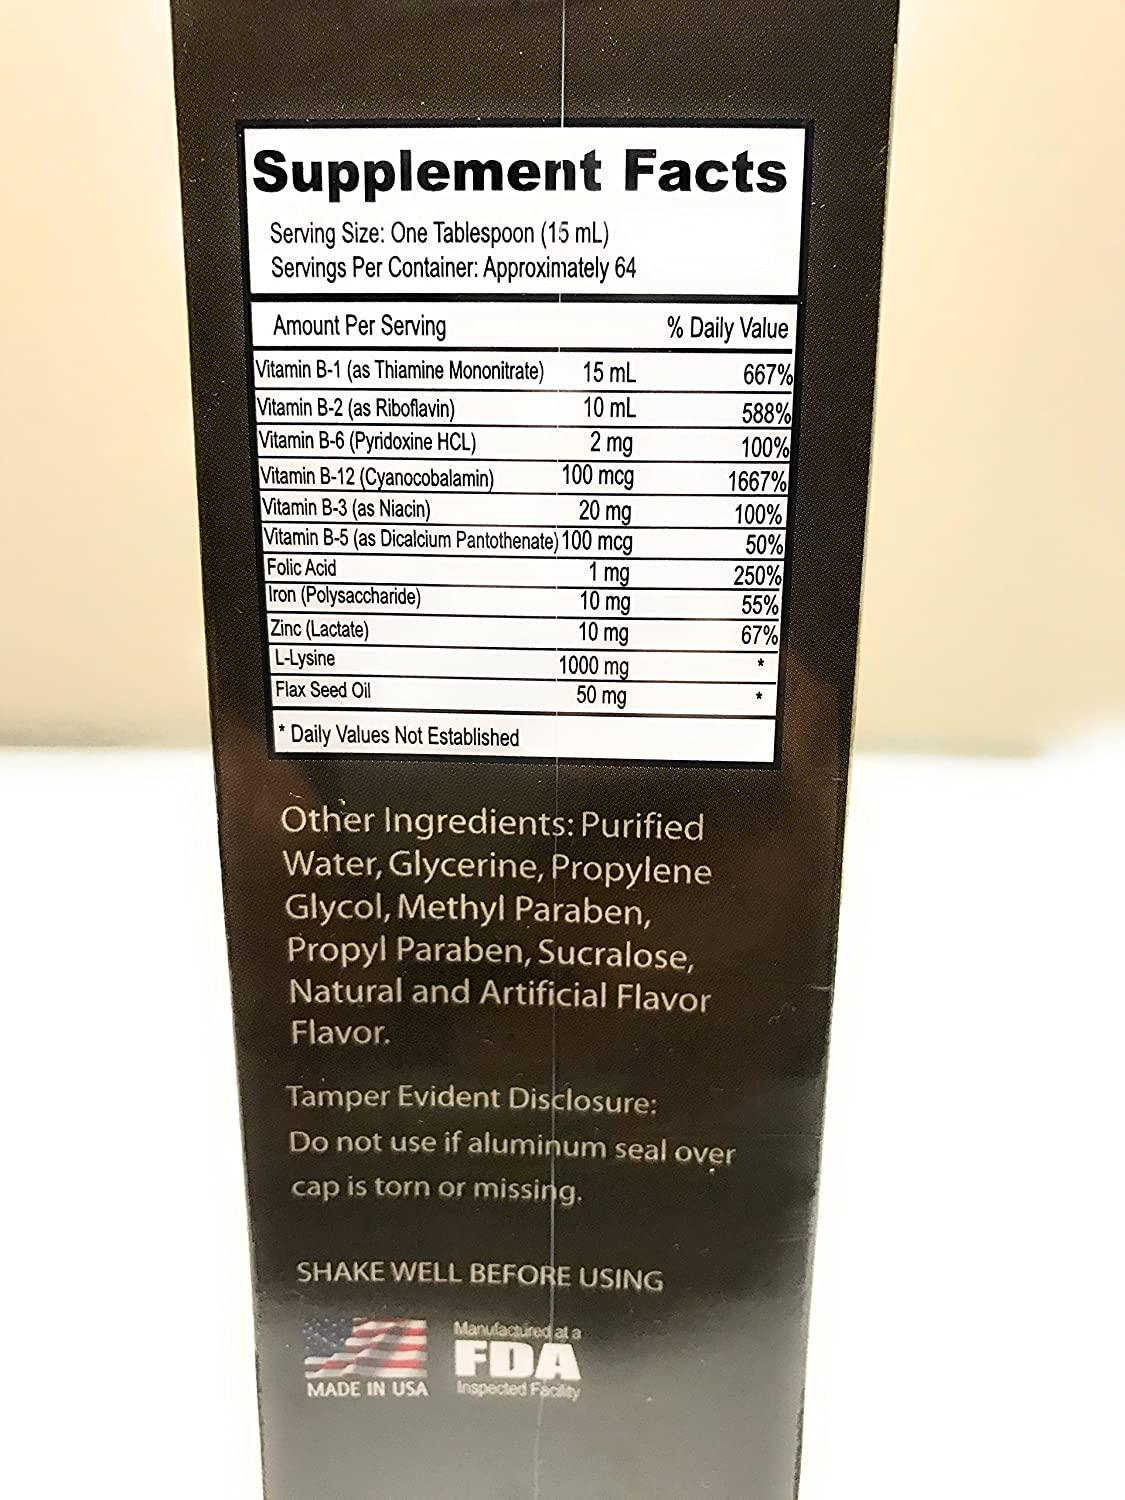 Supplement Facts
Serving Size: One Tablespoon (15 mL)
Servings Per Container: Approximately 64
Amount Per Serving % Daily Value
Vitamin B-1 (as Thiamine Mononitrate) 15 mL 667%
Vitamin B-2 (as Riboflavin) 10 mL 588%
Vitamin B-6 (Pyridoxine HCL) 2 mg 100%
Vitamin B-12 (Cyanocobalamin) 100 mcg 1667%
Vitamin B-3 (as Niacin) 20 mg 100%
Vitamin B-5 (as Dicalcium Pantothenate) 100 mcg 50%
Folic Acid 1 mg 250%
Iron (Polysaccharide) 10 mg 55%
Zinc (Lactate) 10 mg 67%
L-Lysine 1000 mg *
Flax Seed Oil 50 mg *
* Daily Values Not Established
Other Ingredients: Purified
Water, Glycerine, Propylene
Glycol, Methyl Paraben,
Propyl Paraben, Sucralose,
Natural and Artificial Flavor
Flavor.
Tamper Evident Disclosure:
Do not use if aluminum seal over
cap is torn or missing.
SHAKE WELL BEFORE USING
MADE IN USA
Manufactured at a
FDA
Inspected Facility